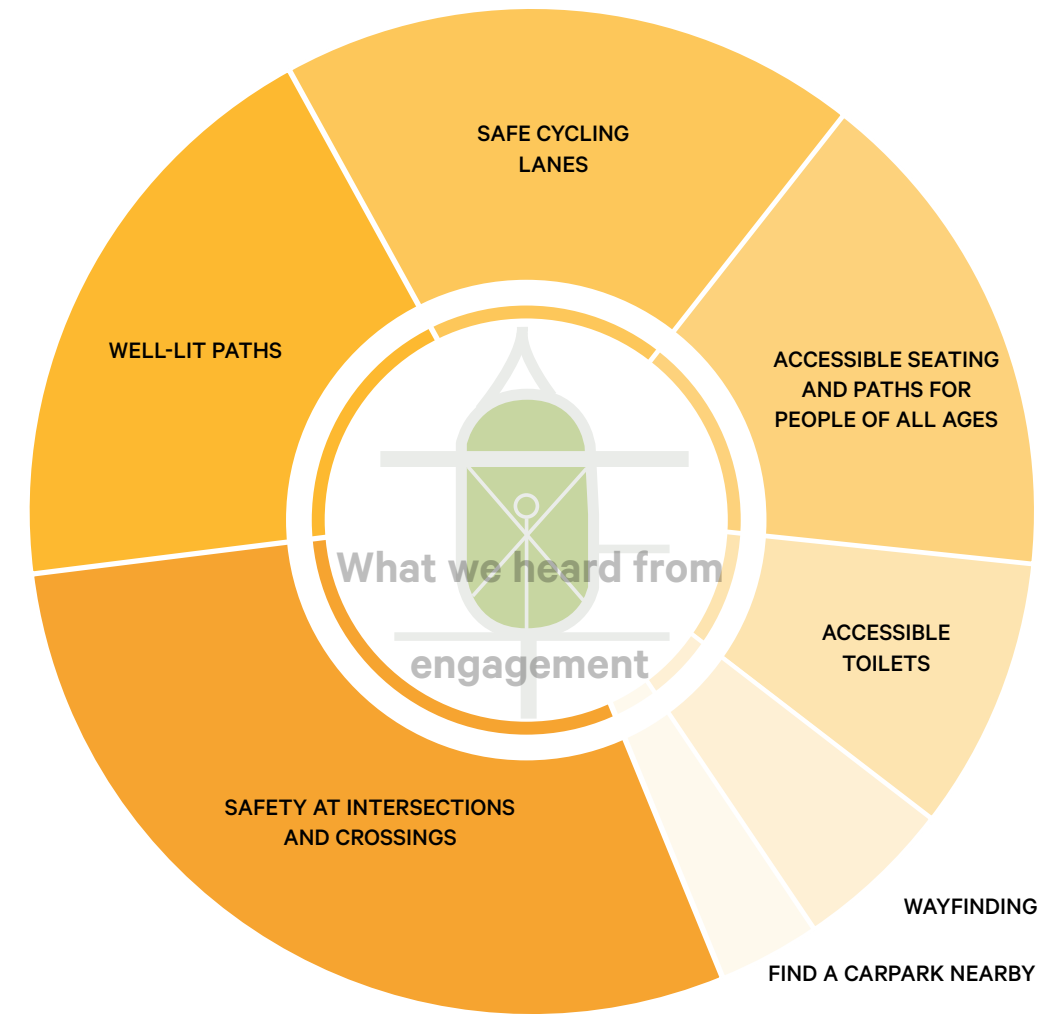 SAFE CYCLING
LANES
WELL-LIT PATHS
ACCESSIBLE SEATING
AND PATHS FOR
PEOPLE OF ALL AGES
What we heard from
engagement
ACCESSIBLE
TOILETS
SAFETY AT INTERSECTIONS
AND CROSSINGS
WAYFINDING
FIND A CARPARK NEARBY